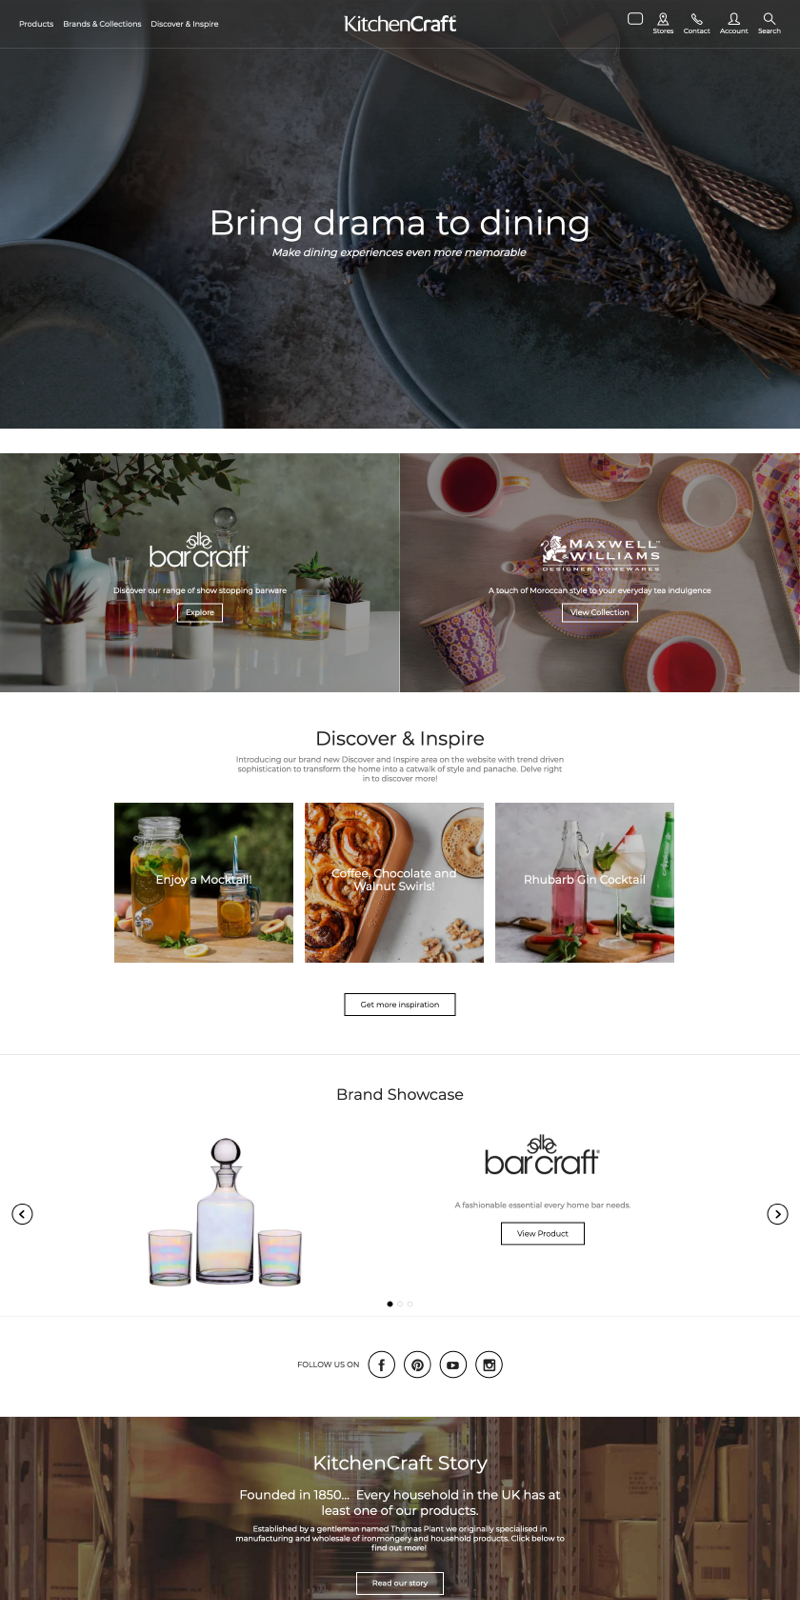 Products
Brands & Collections
Discover & Inspire
KitchenCraft
Stores
Contact
Account
Search
Bring drama to dining
Make dining experiences even more memorable
barcraft
Discover our range of show stopping barware
Explore
MAXWELL
& WILLIAMS
DESIGNER HOMEWARES
A touch of Moroccan style to your everyday tea indulgence
View Collection
Discover & Inspire
Introducing our brand new Discover and Inspire area on the website with trend driven
sophistication to transform the home into a catwalk of style and panache. Delve right
in to discover more!
Enjoy a Mocktail!
Coffee, Chocolate and
Walnut Swirls!
Rhubarb Gin Cocktail
Get more inspiration
Brand Showcase
barcraft
A fashionable essential every home bar needs.
View Product
FOLLOW US ON
KitchenCraft Story
Founded in 1850... Every household in the UK has at
least one of our products.
Established by a gentleman named Thomas Plant we originally specialised in
manufacturing and wholesale of ironmongery and household products. Click below to
find out more!
Read our story